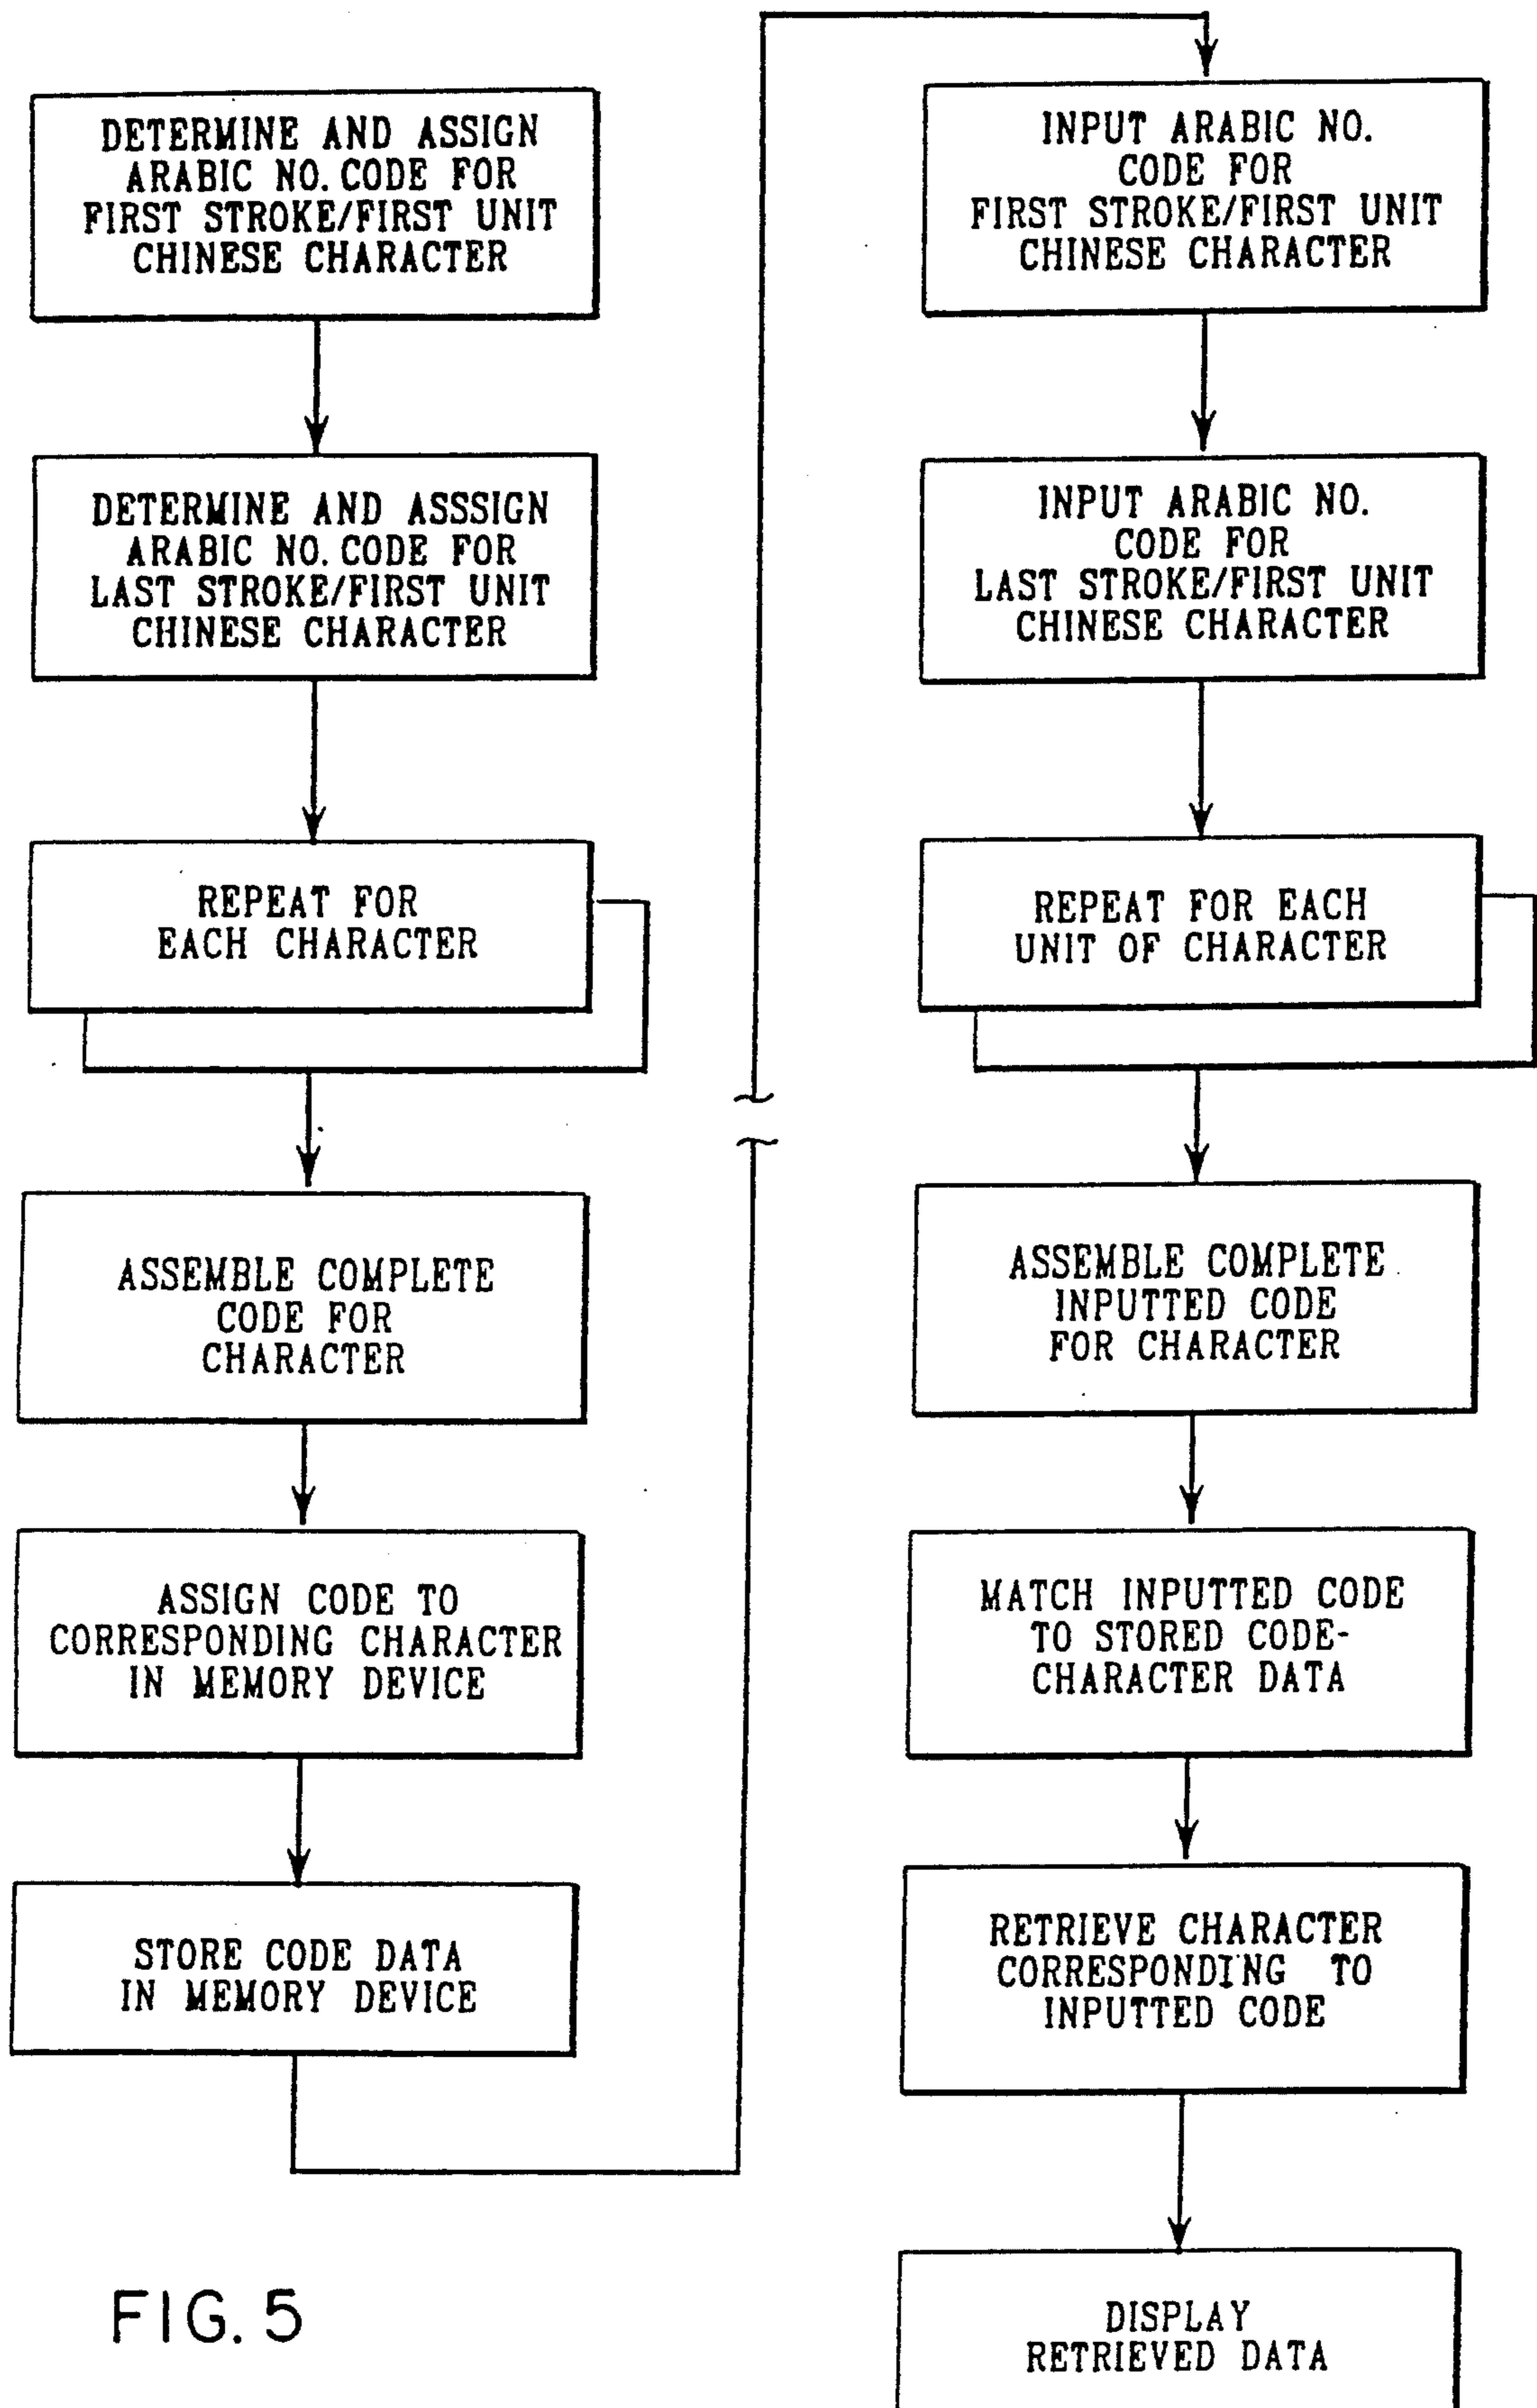 DETERMINE AND ASSIGN
ARABIC NO. CODE FOR
FIRST STROKE/FIRST UNIT
CHINESE CHARACTER
DETERMINE AND ASSSIGN
ARABIC NO. CODE FOR
LAST STROKE/FIRST UNIT
CHINESE CHARACTER
REPEAT FOR
EACH CHARACTER
ASSEMBLE COMPLETE
CODE FOR
CHARACTER
ASSIGN CODE TO
CORRESPONDING CHARACTER
IN MEMORY DEVICE
STORE CODE DATA
IN MEMORY DEVICE
INPUT ARABIC NO.
CODE FOR
FIRST STROKE/FIRST UNIT
CHINESE CHARACTER
INPUT ARABIC NO.
CODE FOR
LAST STROKE/FIRST UNIT
CHINESE CHARACTER
REPEAT FOR EACH
UNIT OF CHARACTER
ASSEMBLE COMPLETE
INPUTTED CODE
FOR CHARACTER
MATCH INPUTTED CODE
TO STORED CODE-
CHARACTER DATA
RETRIEVE CHARACTER
CORRESPONDING TO
INPUTTED CODE
DISPLAY
RETRIEVED DATA
FIG. 5